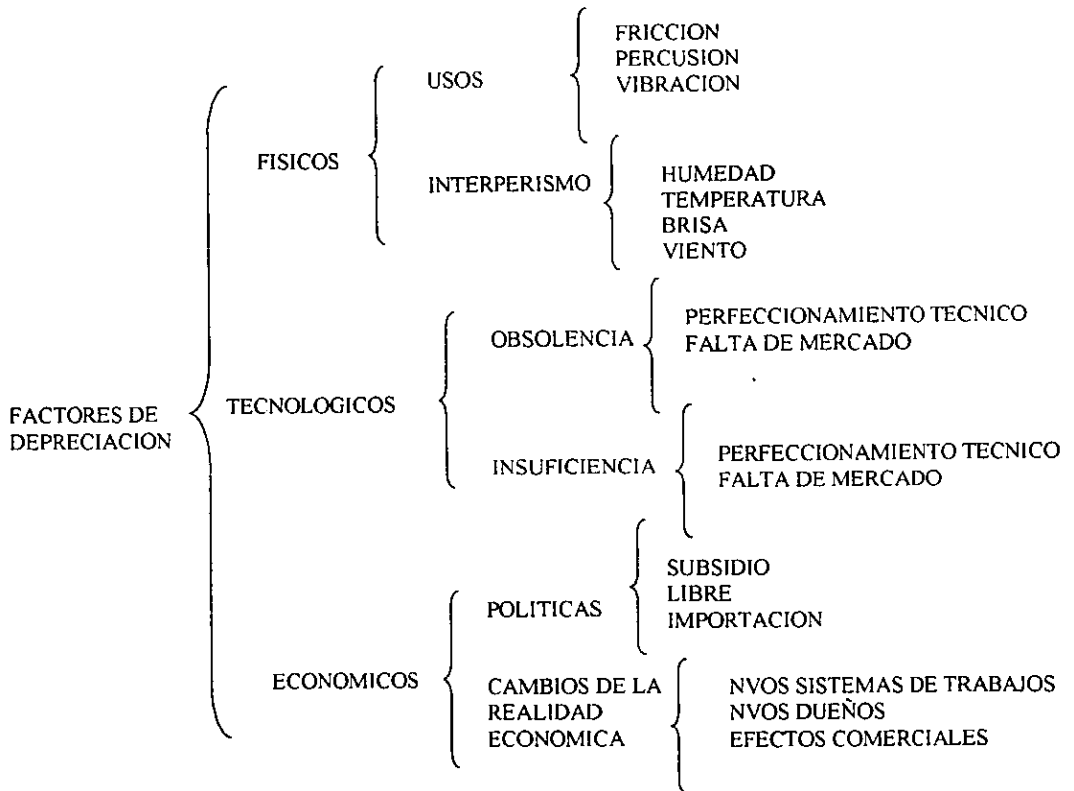 FACTORES DE
DEPRECIACION
FISICOS
USOS
FRICCION
PERCUSION
VIBRACION
INTERPERISMO
HUMEDAD
TEMPERATURA
BRISA
VIENTO
TECNOLOGICOS
OBSOLENCIA
PERFECCIONAMIENTO TECNICO
FALTA DE MERCADO
INSUFICIENCIA
PERFECCIONAMIENTO TECNICO
FALTA DE MERCADO
ECONOMICOS
POLITICAS
SUBSIDIO
LIBRE
IMPORTACION
CAMBIOS DE LA
REALIDAD
ECONOMICA
NVOS SISTEMAS DE TRABAJOS
NVOS DUEÑOS
EFECTOS COMERCIALES